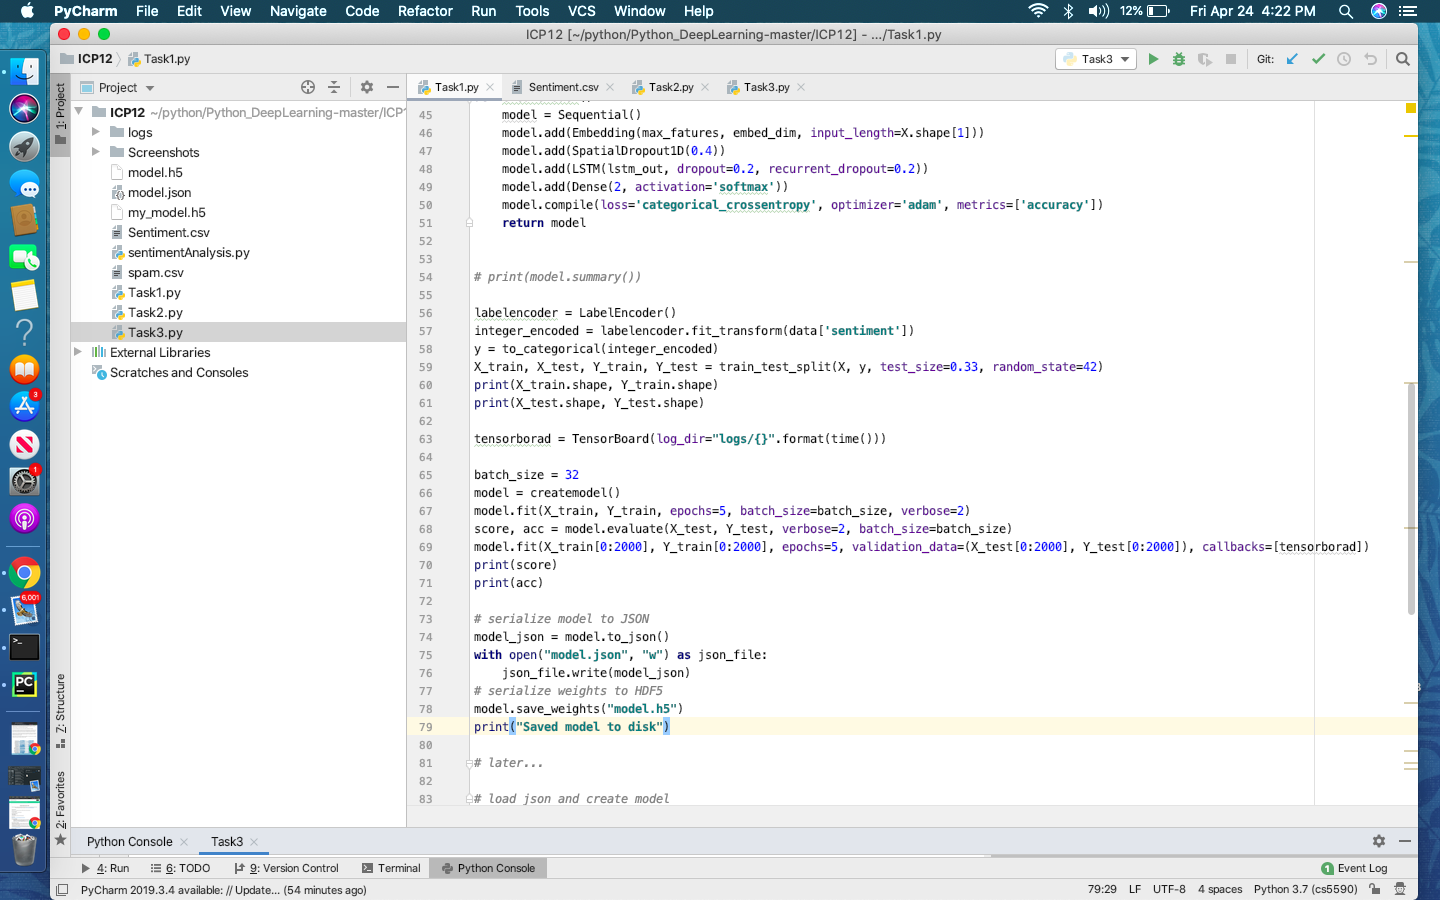 PyCharm File Edit View Navigate Code Refactor Run Tools VCS Window Help 12% Fri Apr 24 4:22 PM
ICP12 [~/python/Python_DeepLearning-master/ICP12] - .../Task1.py
ICP12 Task1.py Task3 Git:
1: Project
Project
Task1.py Sentiment.csv Task2.py Task3.py
ICP12 ~/python/Python_DeepLearning-master/ICP1
logs
Screenshots
model.h5
model.json
my_model.h5
Sentiment.csv
sentimentAnalysis.py
spam.csv
Task1.py
Task2.py
Task3.py
External Libraries
Scratches and Consoles
45 model = Sequential()
46 model.add(Embedding(max_fatures, embed_dim, input_length=X.shape[1]))
47 model.add(SpatialDropout1D(0.4))
48 model.add(LSTM(lstm_out, dropout=0.2, recurrent_dropout=0.2))
49 model.add(Dense(2, activation='softmax'))
50 model.compile(loss='categorical_crossentropy', optimizer='adam', metrics=['accuracy'])
51 return model
52
53
54 # print(model.summary())
55
56 labelencoder = LabelEncoder()
57 integer_encoded = labelencoder.fit_transform(data['sentiment'])
58 y = to_categorical(integer_encoded)
59 X_train, X_test, Y_train, Y_test = train_test_split(X, y, test_size=0.33, random_state=42)
60 print(X_train.shape, Y_train.shape)
61 print(X_test.shape, Y_test.shape)
62
63 tensorborad = TensorBoard(log_dir="logs/{}".format(time()))
64
65 batch_size = 32
66 model = createmodel()
67 model.fit(X_train, Y_train, epochs=5, batch_size=batch_size, verbose=2)
68 score, acc = model.evaluate(X_test, Y_test, verbose=2, batch_size=batch_size)
69 model.fit(X_train[0:2000], Y_train[0:2000], epochs=5, validation_data=(X_test[0:2000], Y_test[0:2000]), callbacks=[tensorborad])
70 print(score)
71 print(acc)
72
73 # serialize model to JSON
74 model_json = model.to_json()
75 with open("model.json", "w") as json_file:
76 json_file.write(model_json)
77 # serialize weights to HDF5
78 model.save_weights("model.h5")
79 print("Saved model to disk")
80
81 # later...
82
83 # load json and create model
3
1
6,001
PC
Z: Structure
2: Favorites
Python Console Task3
4: Run 6: TODO 9: Version Control Terminal Python Console 1 Event Log
PyCharm 2019.3.4 available: // Update... (54 minutes ago) 79:29 LF UTF-8 4 spaces Python 3.7 (cs5590)